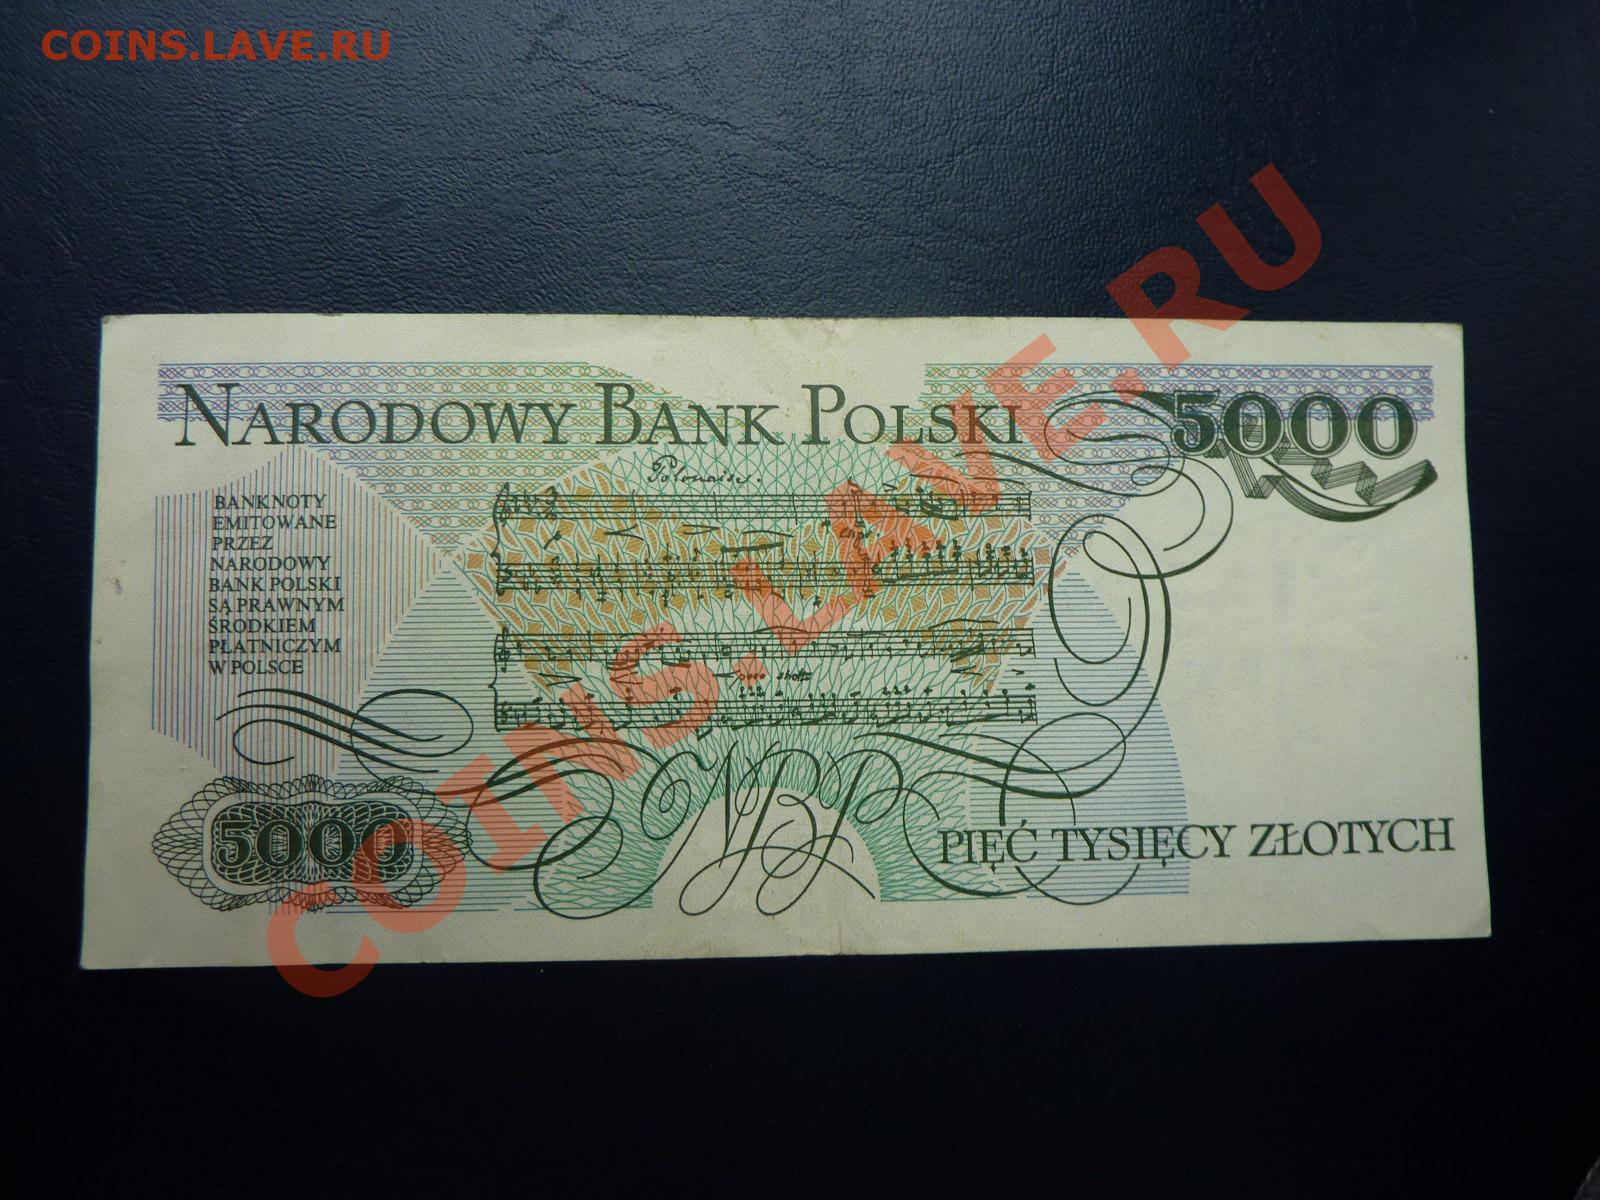 COINS.LAVE.RU
NARODOWY BANK POLSKI
5000
Polonaise.
BANKNOTY
EMITOWANE
PRZEZ
NARODOWY
BANK POLSKI
SĄ PRAWNYM
ŚRODKIEM
PŁATNICZYM
W POLSCE
5000
NBP
PIĘĆ TYSIĘCY ZŁOTYCH
COINS.LAVE.RU